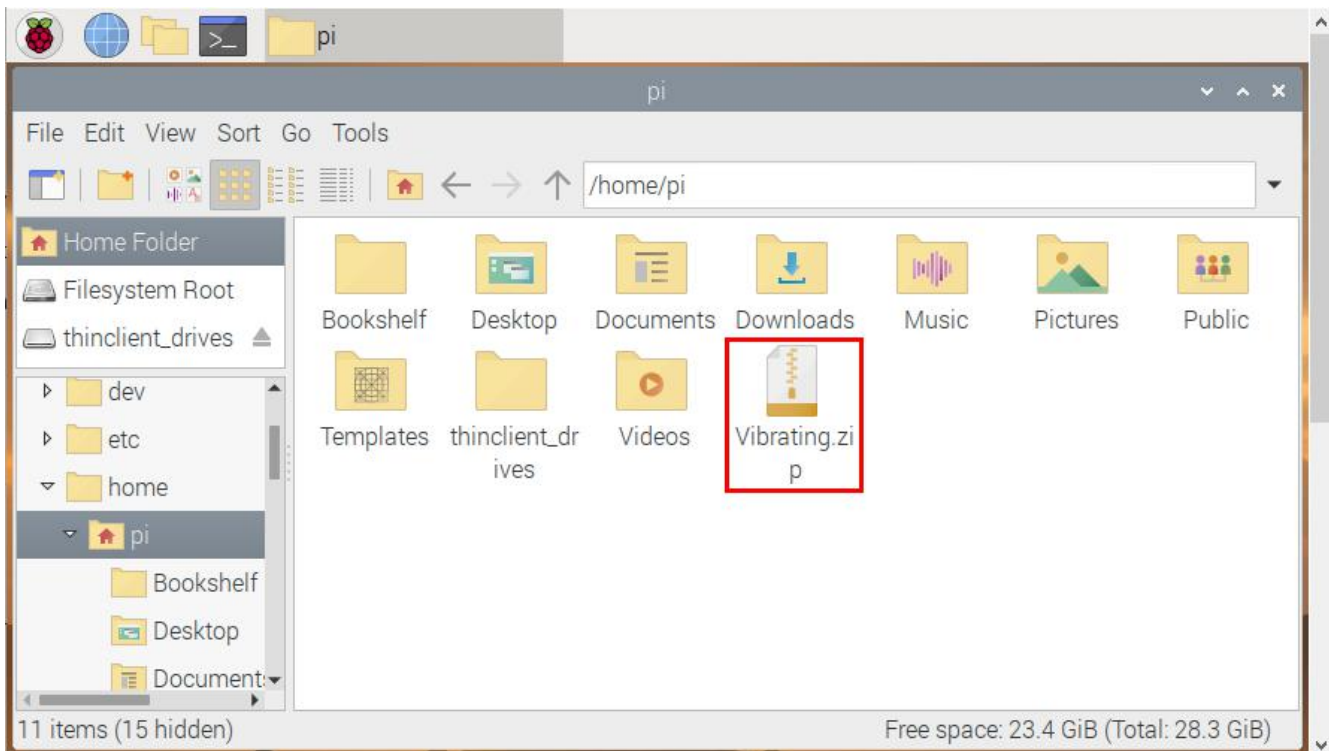 pi
pi
File Edit View Sort Go Tools
/home/pi
Home Folder
Filesystem Root
thinclient_drives
dev
etc
home
pi
Bookshelf
Desktop
Documents
Bookshelf Desktop Documents Downloads Music Pictures Public
Templates thinclient_dr Videos Vibrating.zi
ives p
11 items (15 hidden) Free space: 23.4 GiB (Total: 28.3 GiB)